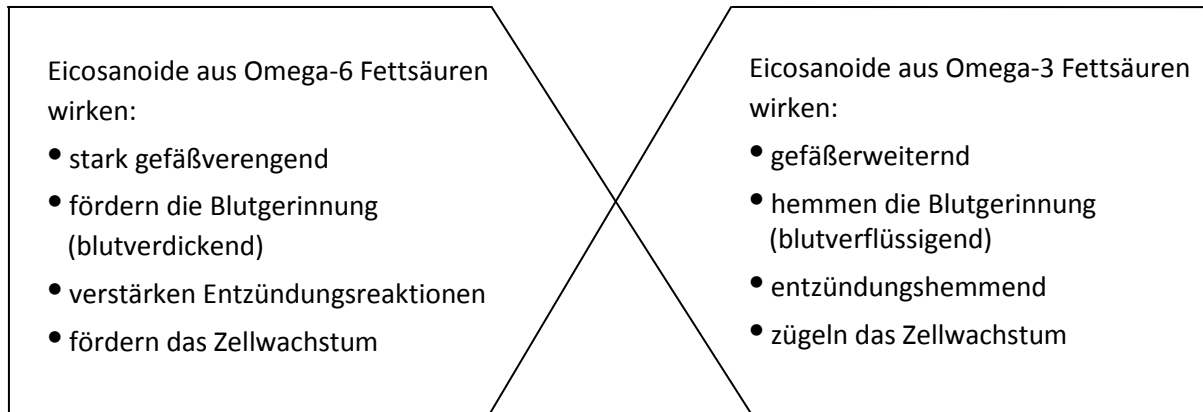 Eicosanoide aus Omega-6 Fettsäuren
wirken:
• stark gefäßverengend
• fördern die Blutgerinnung
(blutverdickend)
• verstärken Entzündungsreaktionen
• fördern das Zellwachstum
Eicosanoide aus Omega-3 Fettsäuren
wirken:
• gefäßerweiternd
• hemmen die Blutgerinnung
(blutverflüssigend)
• entzündungshemmend
• zügeln das Zellwachstum